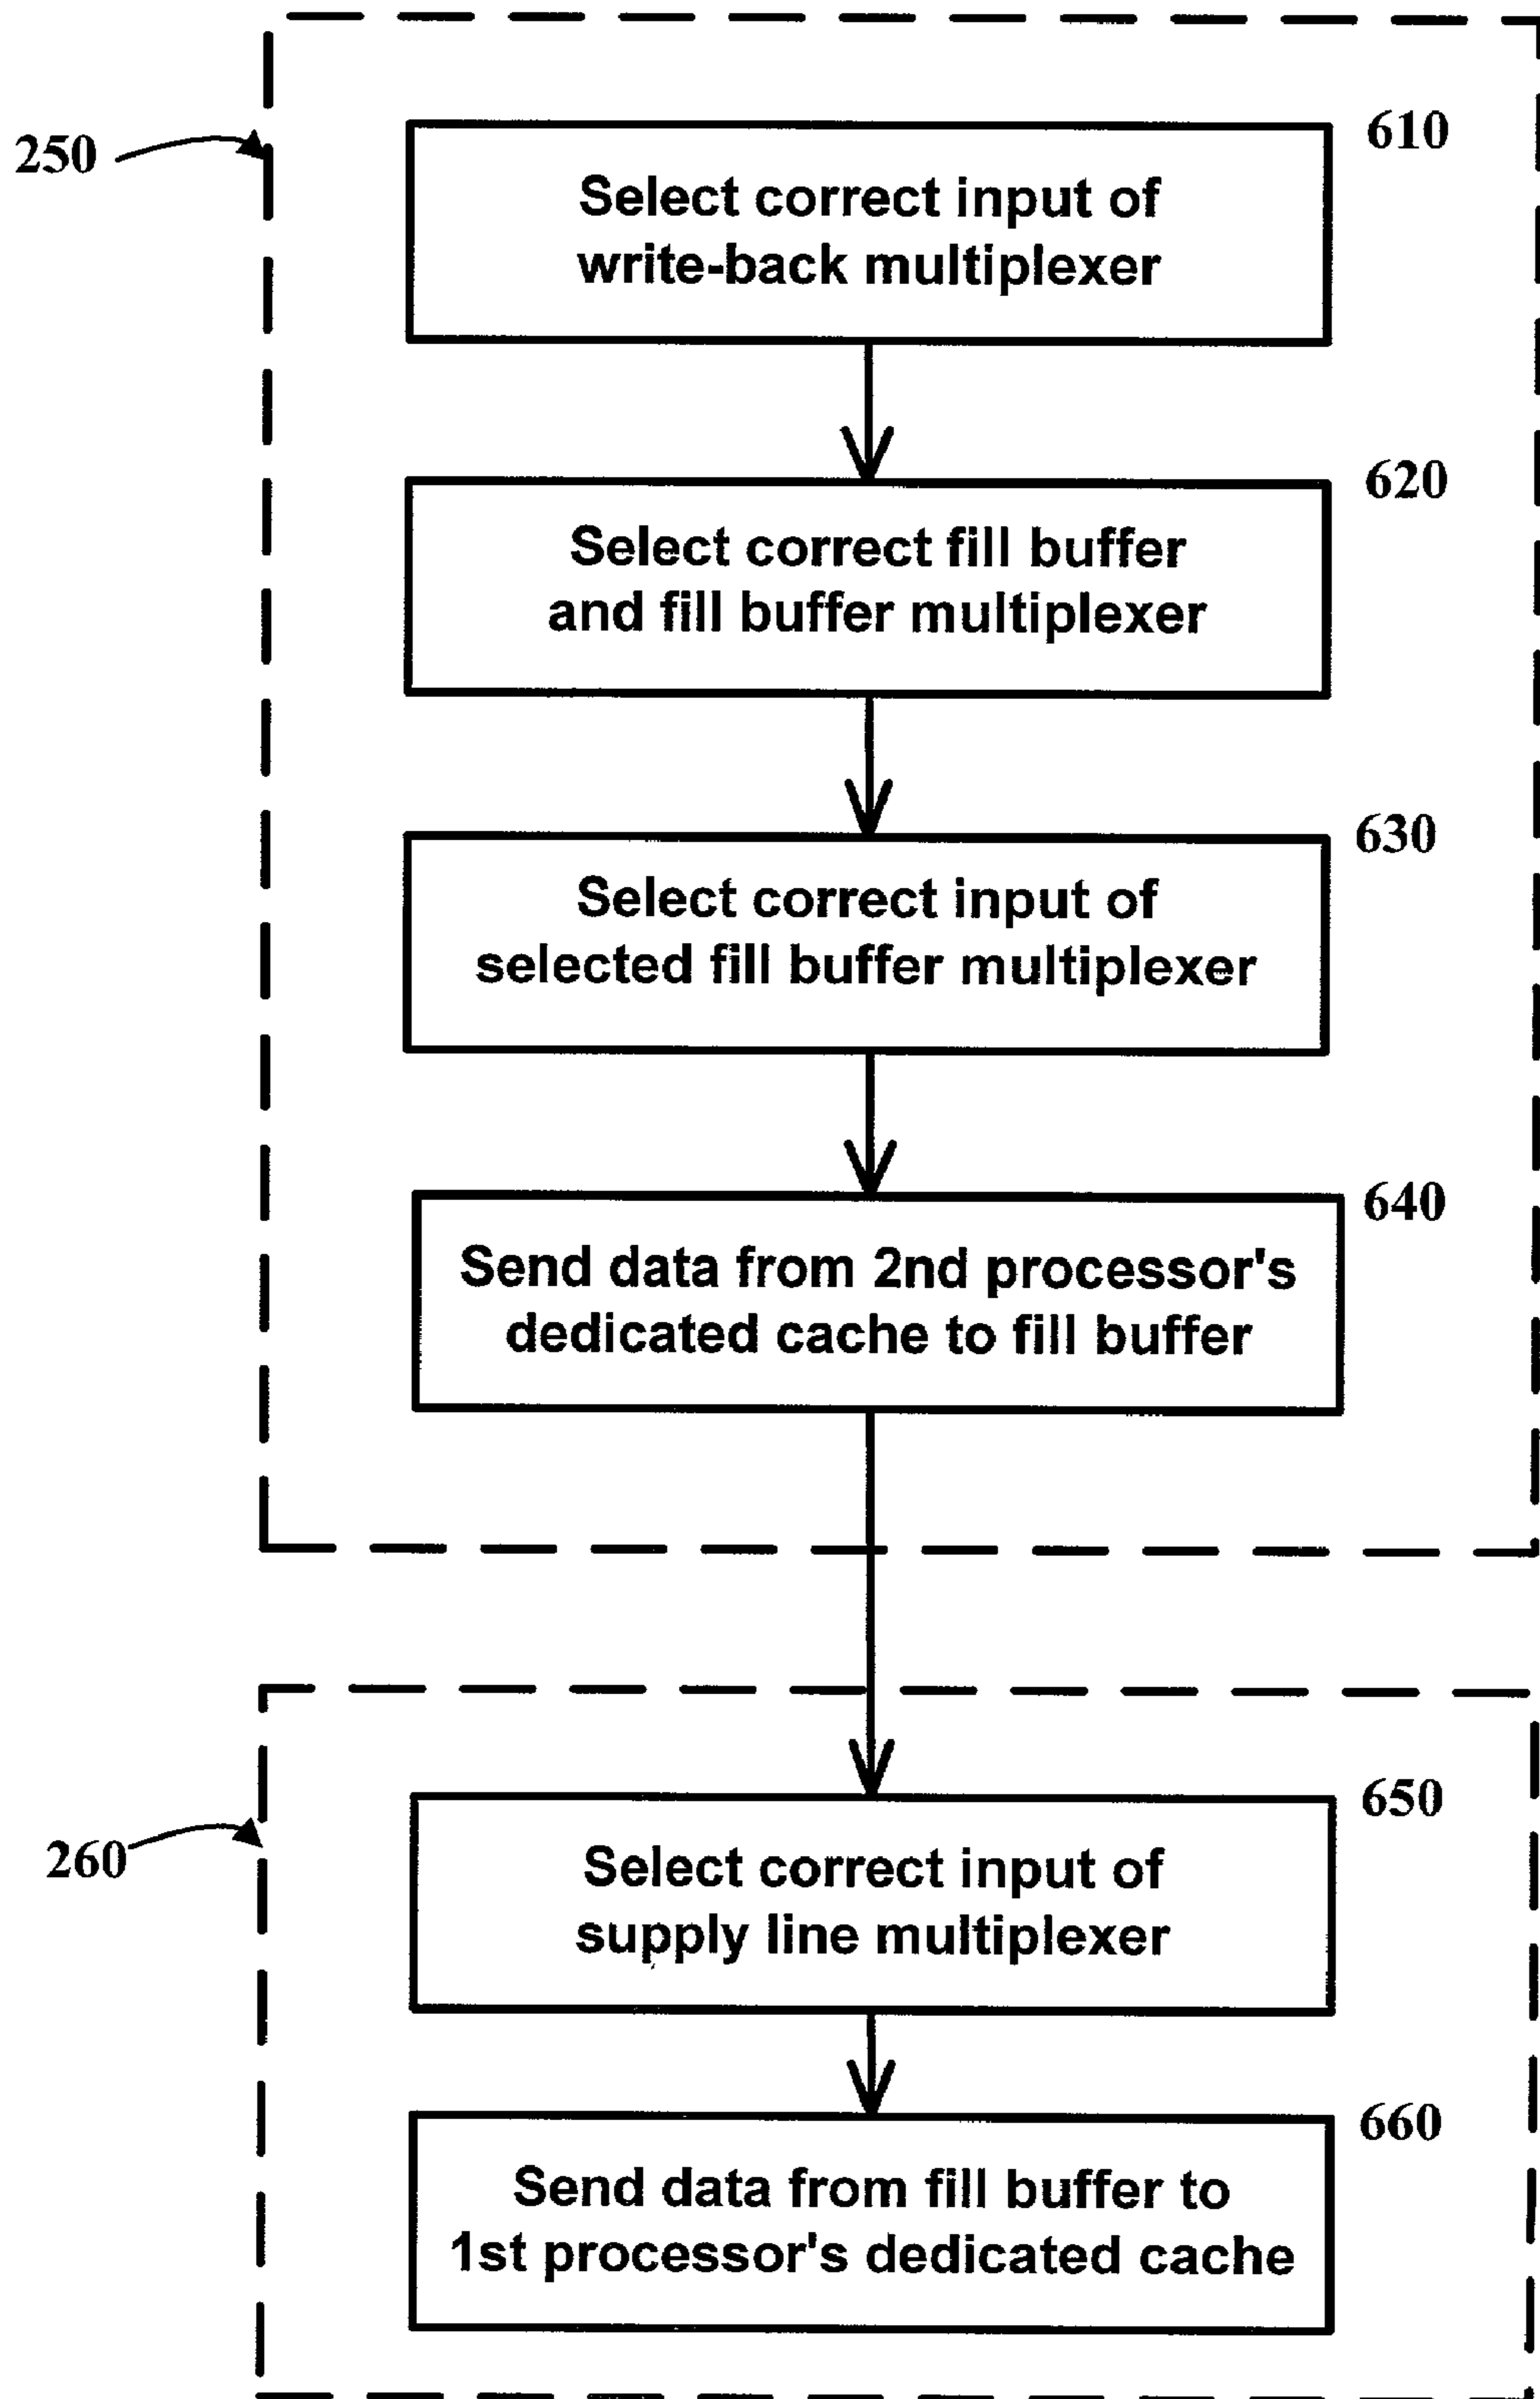 250
610
Select correct input of
write-back multiplexer
620
Select correct fill buffer
and fill buffer multiplexer
630
Select correct input of
selected fill buffer multiplexer
640
Send data from 2nd processor's
dedicated cache to fill buffer
260
650
Select correct input of
supply line multiplexer
660
Send data from fill buffer to
1st processor's dedicated cache